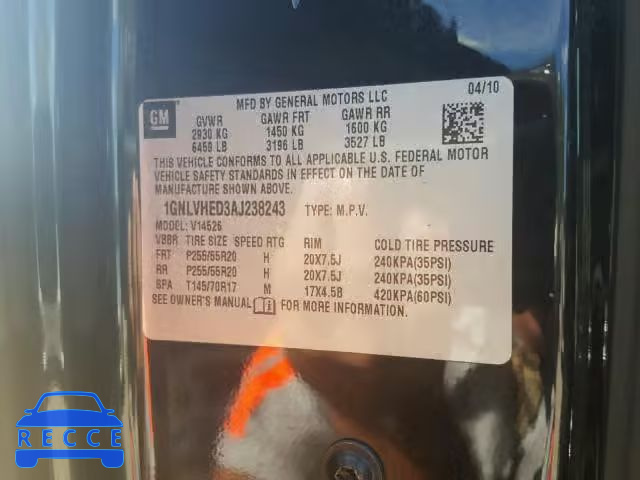 MFD BY GENERAL MOTORS LLC 04/10
GM
GVWR GAWR FRT GAWR RR
2930 KG 1450 KG 1600 KG
6459 LB 3196 LB 3527 LB
THIS VEHICLE CONFORMS TO ALL APPLICABLE U.S. FEDERAL MOTOR
VEHICLE SAFETY STANDARDS IN EFFECT ON THE DATE OF
MANUFACTURE SHOWN ABOVE.
1GNLVHED3AJ238243 TYPE: M.P.V.
MODEL: V14526
VBBR TIRE SIZE SPEED RTG RIM COLD TIRE PRESSURE
FRT P255/55R20 H 20X7.5J 240KPA(35PSI)
RR P255/55R20 H 20X7.5J 240KPA(35PSI)
SPA T145/70R17 M 17X4.5B 420KPA(60PSI)
SEE OWNER'S MANUAL FOR MORE INFORMATION.
RECCE